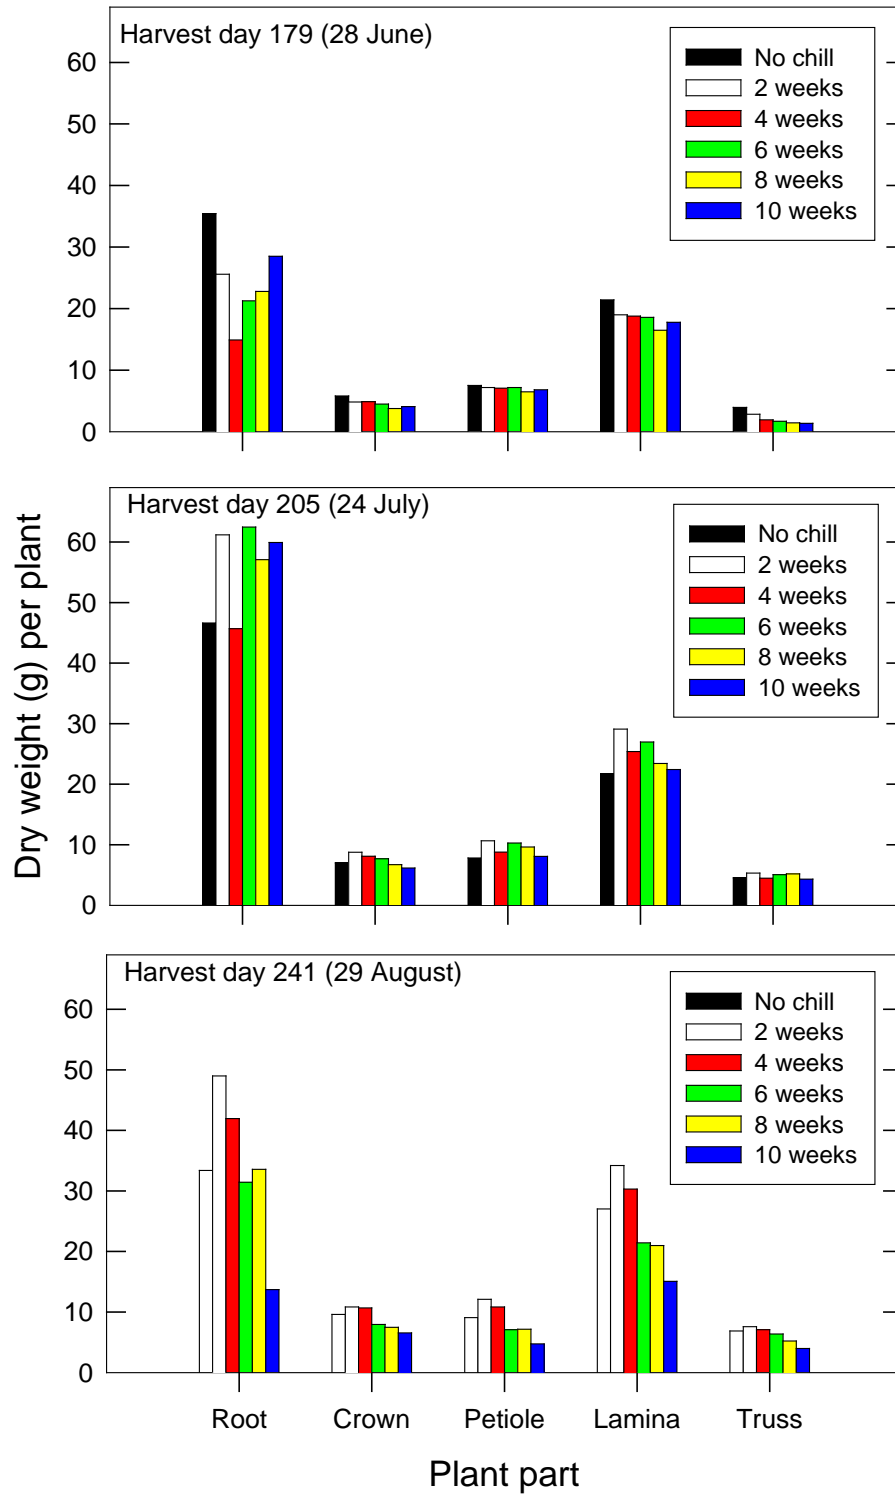 Harvest day 179 (28 June)
60
50
40
30
20
10
0
No chill
2 weeks
4 weeks
6 weeks
8 weeks
10 weeks
Harvest day 205 (24 July)
60
50
40
30
20
10
0
No chill
2 weeks
4 weeks
6 weeks
8 weeks
10 weeks
Dry weight (g) per plant
Harvest day 241 (29 August)
60
50
40
30
20
10
0
No chill
2 weeks
4 weeks
6 weeks
8 weeks
10 weeks
Root Crown Petiole Lamina Truss
Plant part